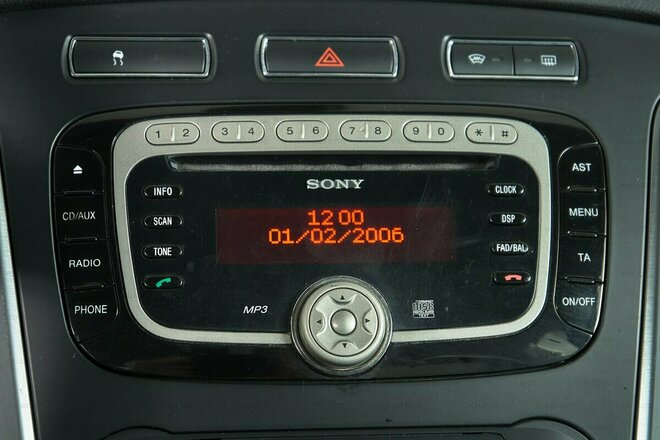 1 2 3 4 5 6 7 8 9 0 * #
SONY
INFO
SCAN
TONE
CLOCK
DSP
FAD/BAL
12 00
01/02/2006
MP3
CD/AUX
RADIO
PHONE
AST
MENU
TA
ON/OFF